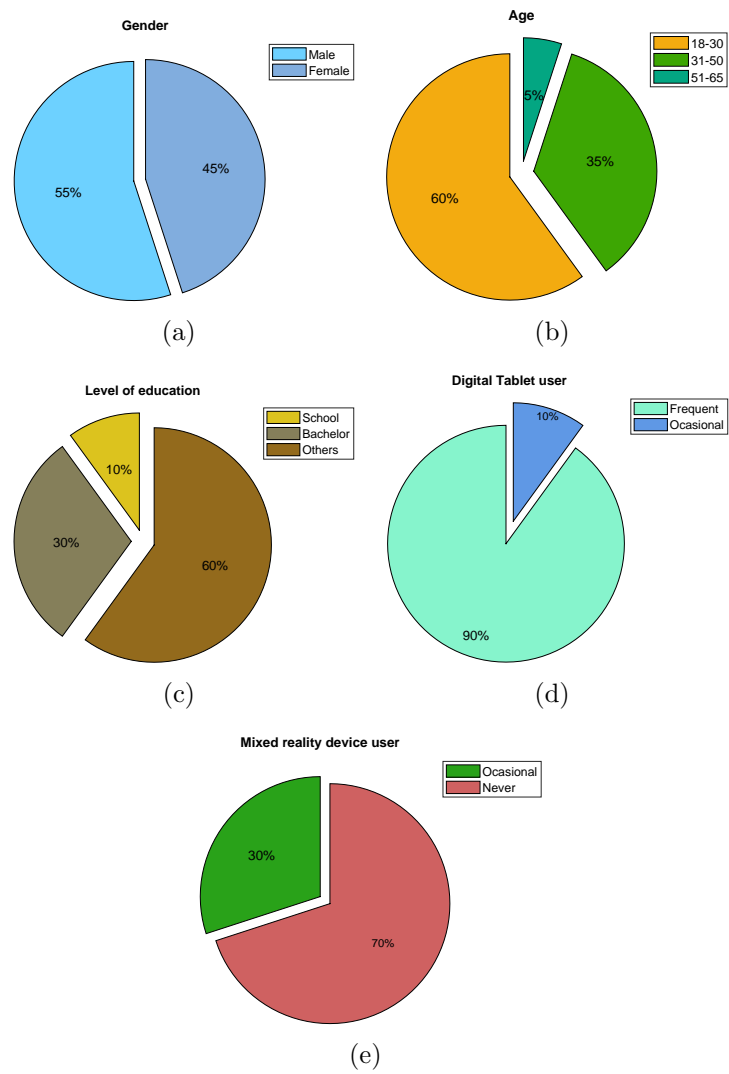 Gender
Male
Female
55%
45%
(a)
Age
18-30
31-50
51-65
5%
35%
60%
(b)
Level of education
School
Bachelor
Others
10%
30%
60%
(c)
Digital Tablet user
Frequent
Ocasional
10%
90%
(d)
Mixed reality device user
Ocasional
Never
30%
70%
(e)